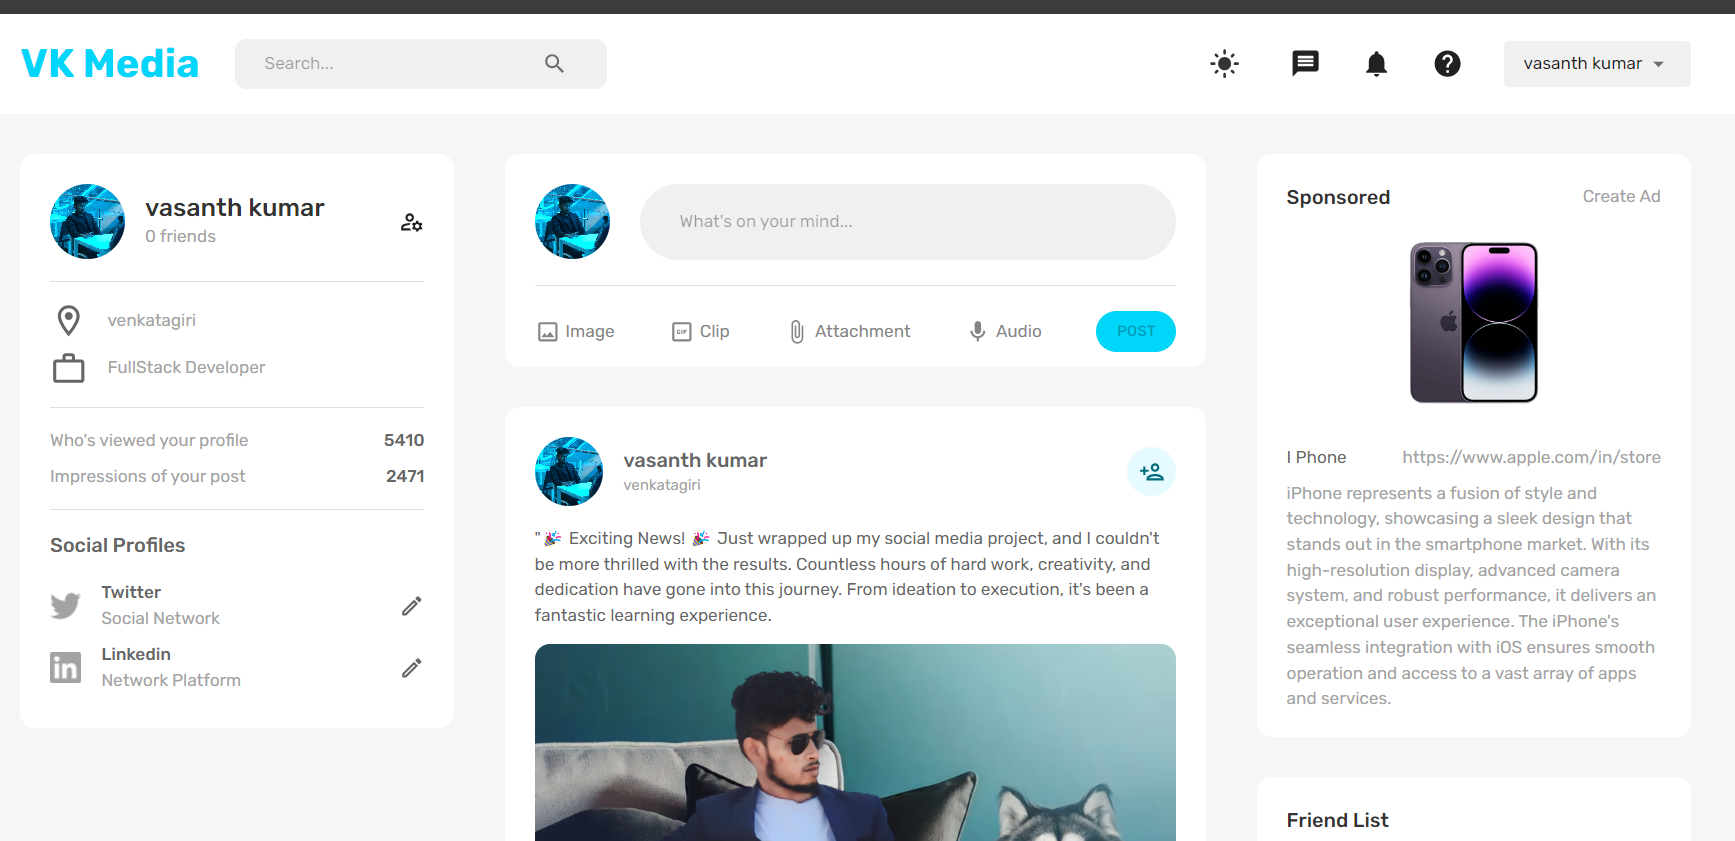 VK Media
Search...
vasanth kumar
vasanth kumar
0 friends
venkatagiri
FullStack Developer
Who's viewed your profile 5410
Impressions of your post 2471
Social Profiles
Twitter
Social Network
Linkedin
Network Platform
What's on your mind...
Image
GIF Clip
Attachment
Audio
POST
vasanth kumar
venkatagiri
"🎉 Exciting News! 🎉 Just wrapped up my social media project, and I couldn't
be more thrilled with the results. Countless hours of hard work, creativity, and
dedication have gone into this journey. From ideation to execution, it's been a
fantastic learning experience.
Sponsored
Create Ad
I Phone
https://www.apple.com/in/store
iPhone represents a fusion of style and
technology, showcasing a sleek design that
stands out in the smartphone market. With its
high-resolution display, advanced camera
system, and robust performance, it delivers an
exceptional user experience. The iPhone's
seamless integration with iOS ensures smooth
operation and access to a vast array of apps
and services.
Friend List